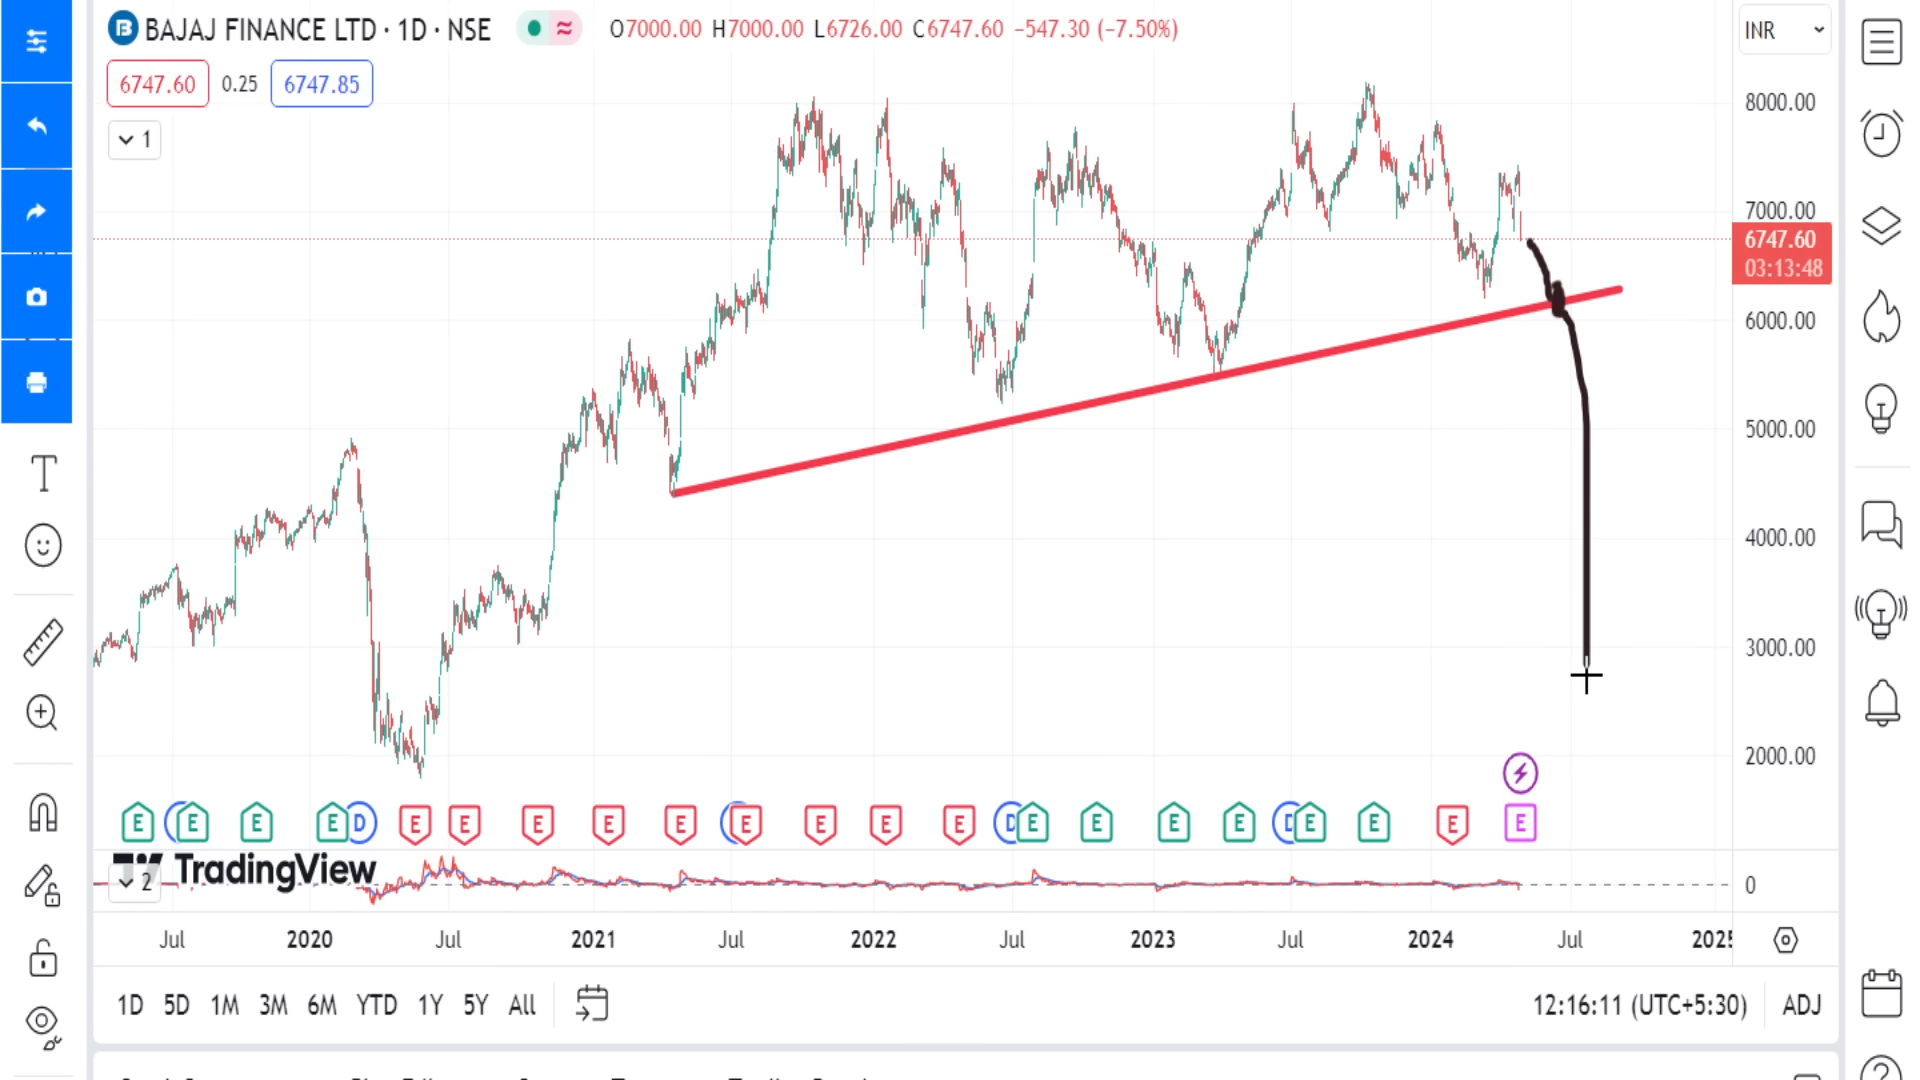 BAJAJ FINANCE LTD · 1D · NSE O7000.00 H7000.00 L6726.00 C6747.60 −547.30 (−7.50%)
INR
6747.60 0.25 6747.85
1
8000.00
7000.00
6747.60
03:13:48
6000.00
5000.00
4000.00
3000.00
2000.00
E E E E D E E E E E E E E E D E E E E D E E E E
TradingView
2
0
Jul 2020 Jul 2021 Jul 2022 Jul 2023 Jul 2024 Jul 2025
1D 5D 1M 3M 6M YTD 1Y 5Y All 12:16:11 (UTC+5:30) ADJ